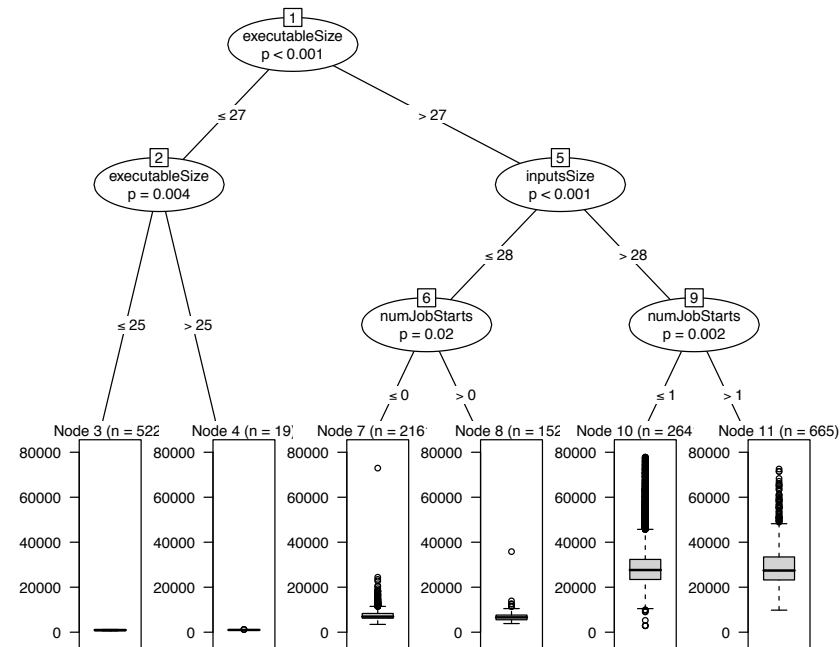 1
executableSize
p < 0.001
≤ 27
> 27
2
executableSize
p = 0.004
5
inputsSize
p < 0.001
≤ 28
> 28
≤ 25
> 25
6
numJobStarts
p = 0.02
9
numJobStarts
p = 0.002
≤ 0
> 0
≤ 1
> 1
Node 3 (n = 522
0
20000
40000
60000
80000
Node 4 (n = 19)
0
20000
40000
60000
80000
Node 7 (n = 216
0
20000
40000
60000
80000
Node 8 (n = 152
0
20000
40000
60000
80000
Node 10 (n = 264
0
20000
40000
60000
80000
Node 11 (n = 665)
0
20000
40000
60000
80000